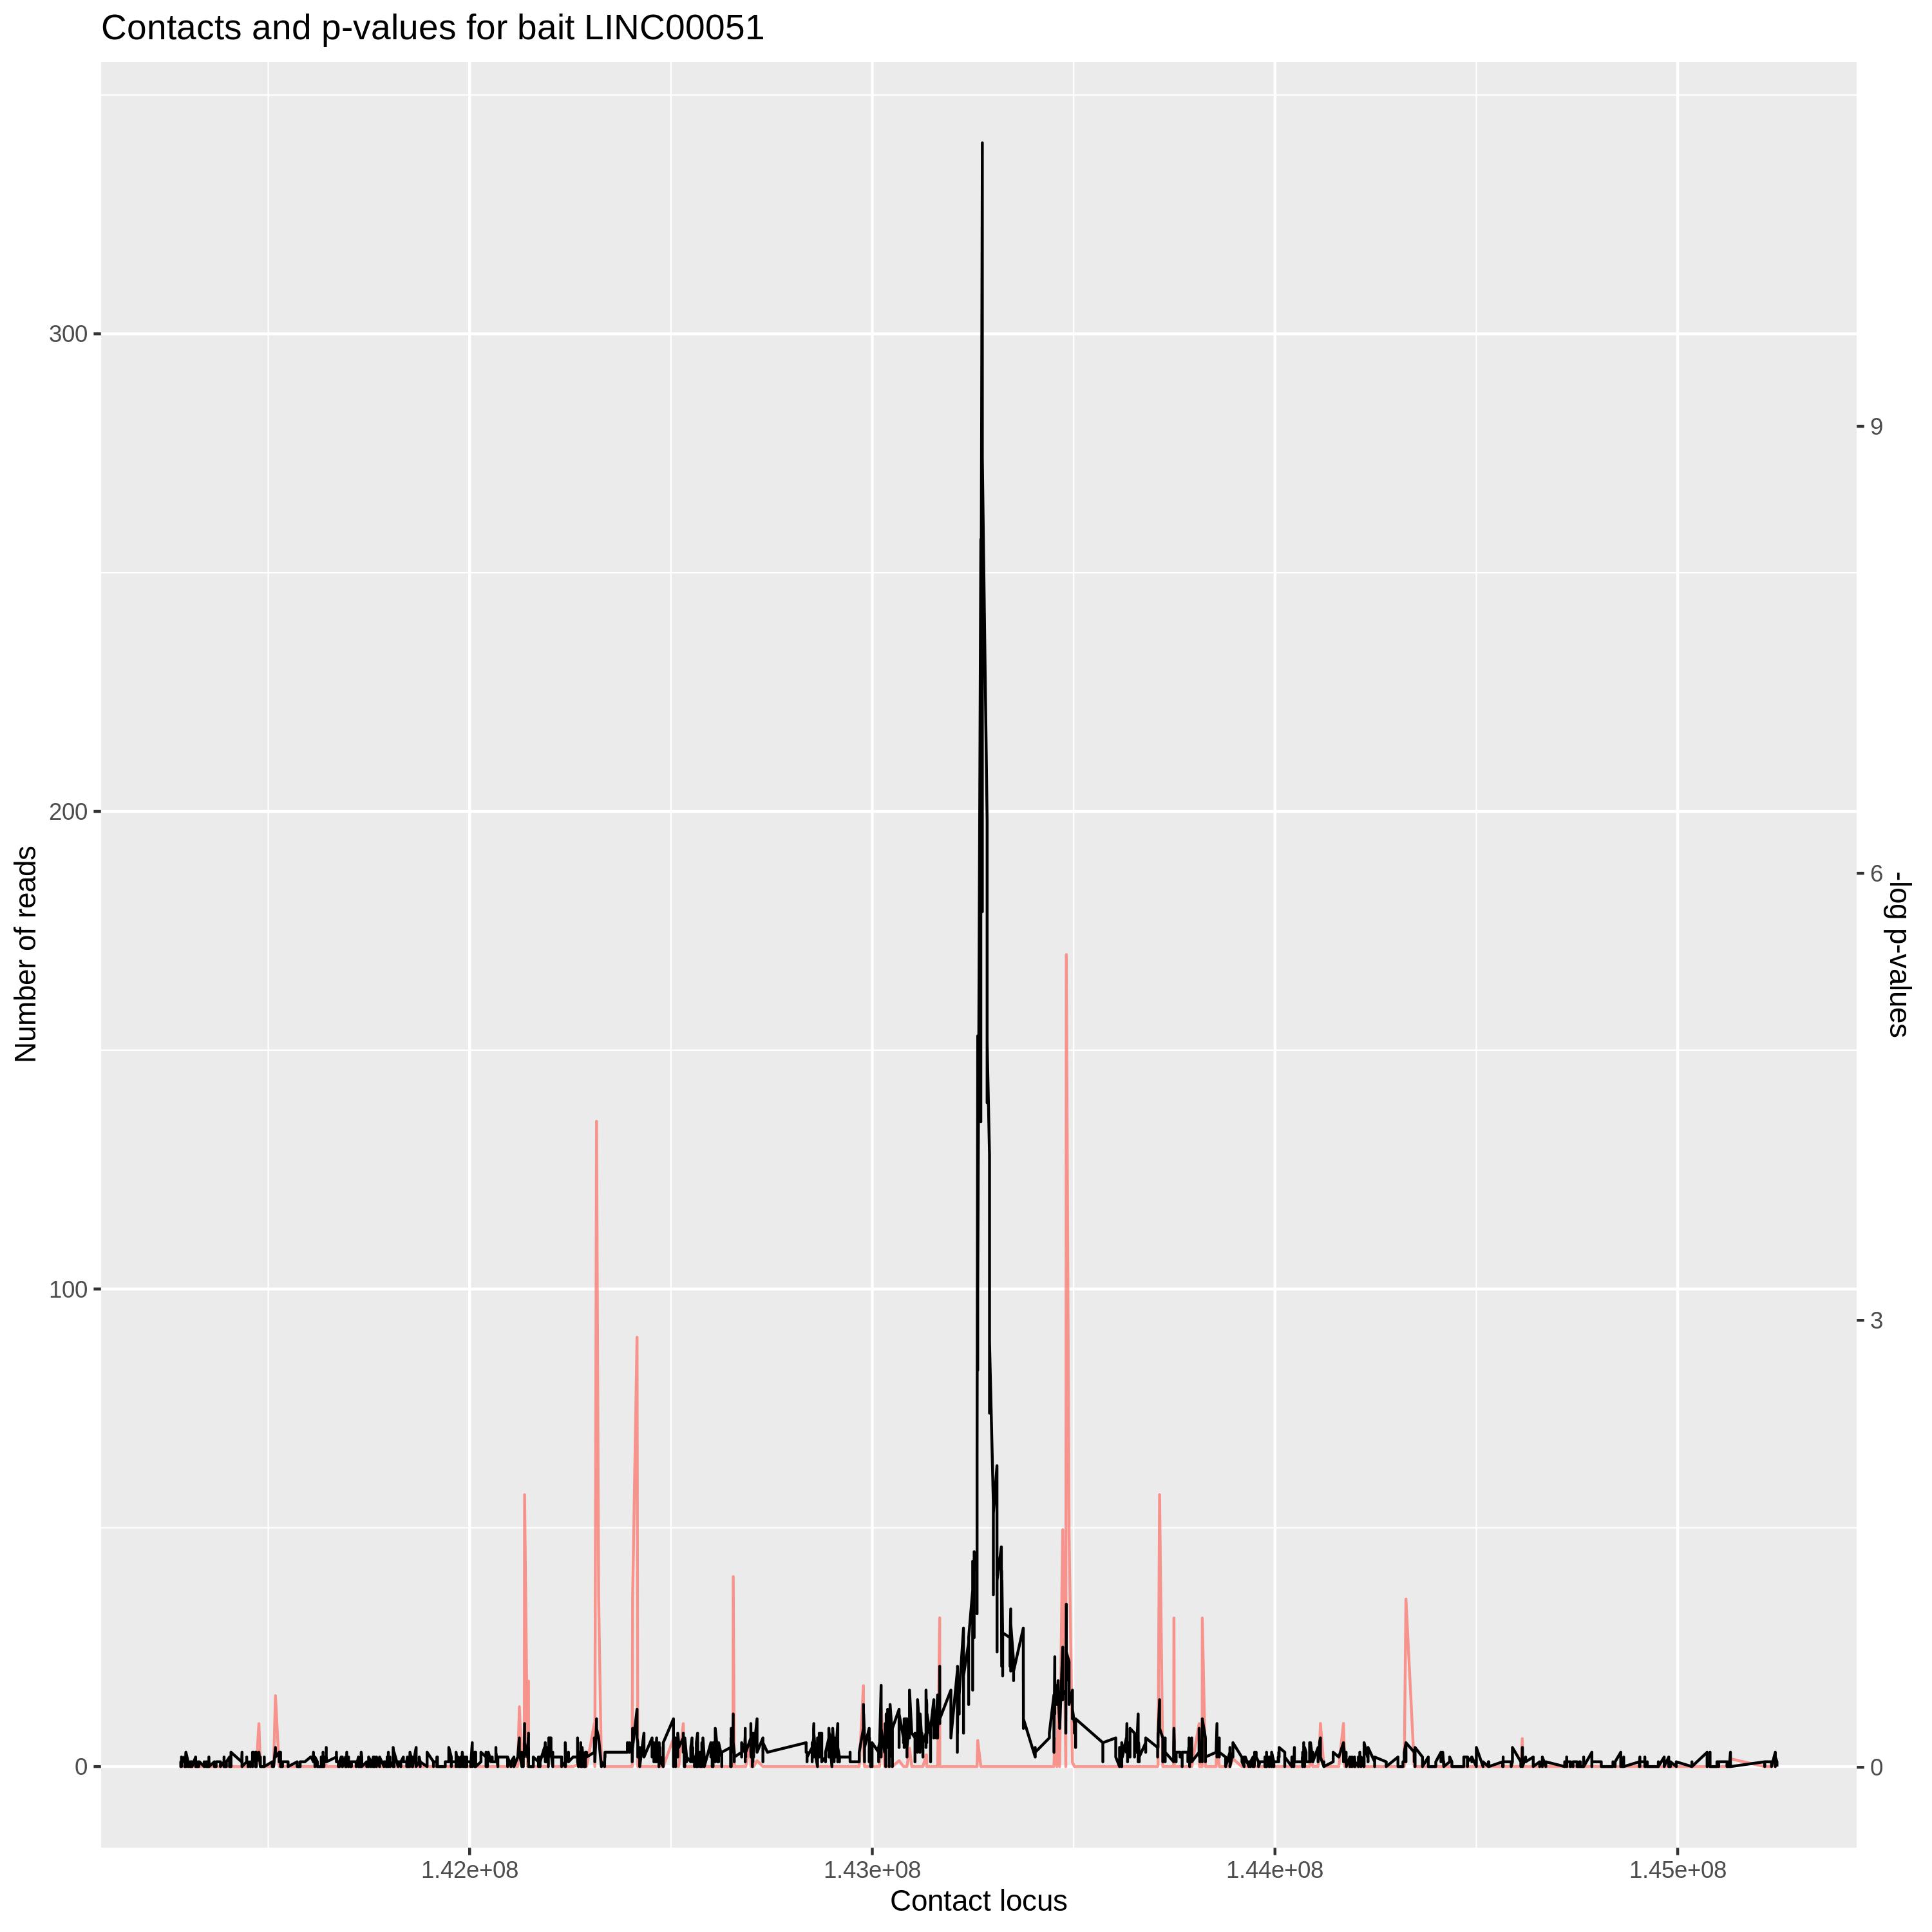 Contacts and p-values for bait LINC00051
300
200
100
0
Number of reads
9
6
3
0
-log p-values
1.42e+08
1.43e+08
1.44e+08
1.45e+08
Contact locus